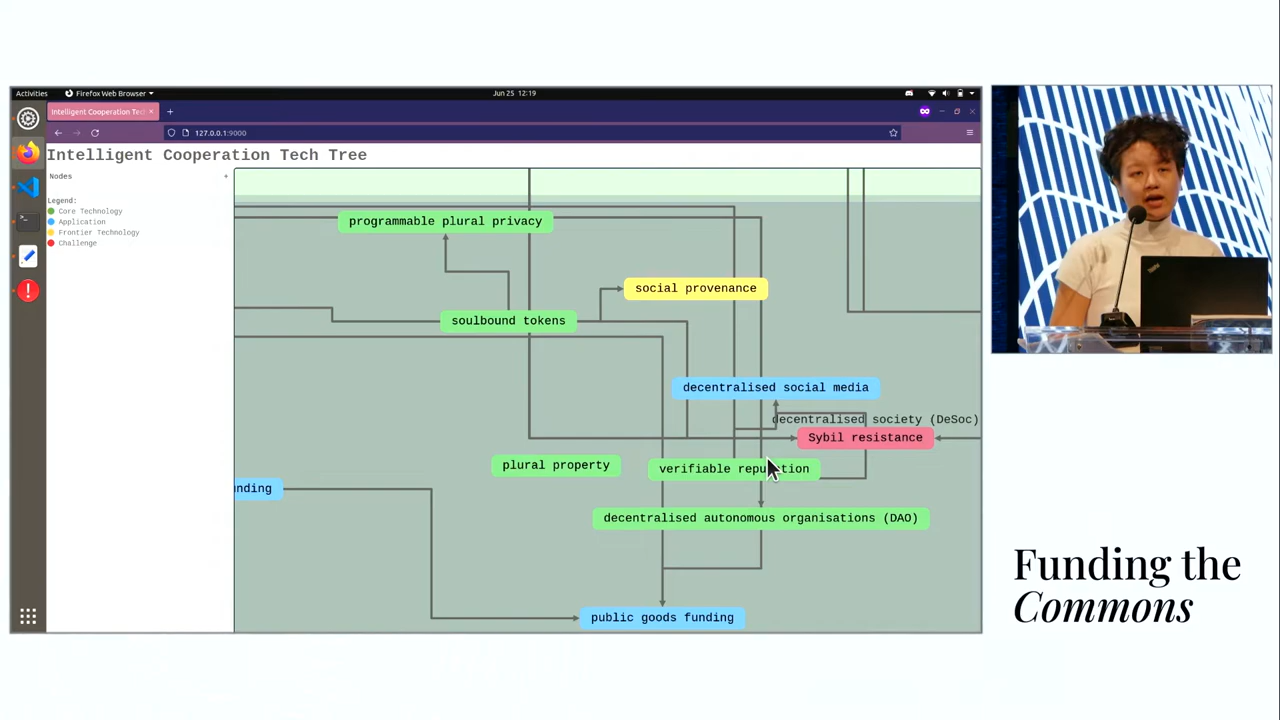 Activities
Firefox Web Browser
Jun 25 12:19
Intelligent Cooperation Tec
127.0.0.1:9000
Intelligent Cooperation Tech Tree
Nodes
+
Legend:
Core Technology
Application
Frontier Technology
Challenge
programmable plural privacy
social provenance
soulbound tokens
decentralised social media
decentralised society (DeSoc)
Sybil resistance
plural property
verifiable reputation
unding
decentralised autonomous organisations (DAO)
public goods funding
Funding the
Commons